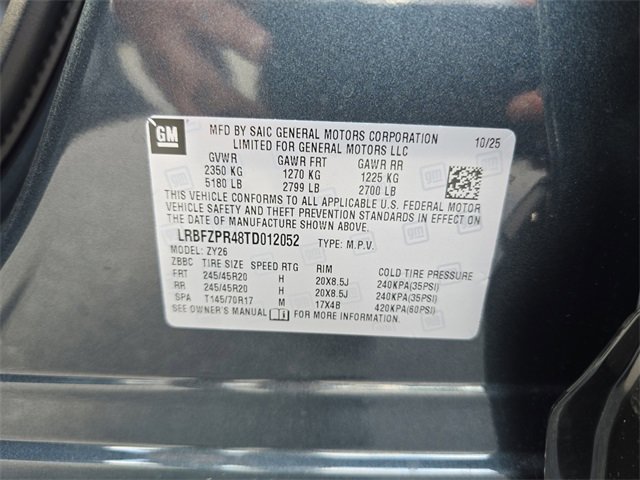 GM
MFD BY SAIC GENERAL MOTORS CORPORATION
LIMITED FOR GENERAL MOTORS LLC
10/25
GVWR GAWR FRT GAWR RR
2350 KG 1270 KG 1225 KG
5180 LB 2799 LB 2700 LB
THIS VEHICLE CONFORMS TO ALL APPLICABLE U.S. FEDERAL MOTOR
VEHICLE SAFETY AND THEFT PREVENTION STANDARDS IN EFFECT ON
THE DATE OF MANUFACTURE SHOWN ABOVE.
LRBFZPR48TD012052 TYPE: M.P.V.
MODEL: ZY26
ZBBC TIRE SIZE SPEED RTG RIM COLD TIRE PRESSURE
FRT 245/45R20 H 20X8.5J 240KPA(35PSI)
RR 245/45R20 H 20X8.5J 240KPA(35PSI)
SPA T145/70R17 M 17X4B 420KPA(60PSI)
SEE OWNER'S MANUAL FOR MORE INFORMATION.